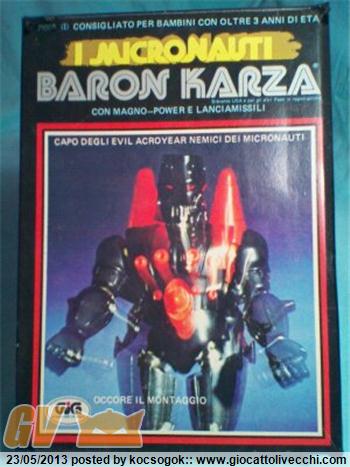 CONSIGLIATO PER BAMBINI CON OLTRE 3 ANNI DI ETA
I MICRONAUTI
BARON KARZA
CON MAGNO-POWER E LANCIAMISSILI
CAPO DEGLI EVIL ACROYEAR NEMICI DEI MICRONAUTI
OCCORE IL MONTAGGIO
GIG
GV
23/05/2013 posted by kocsogok:: www.giocattolivecchi.com